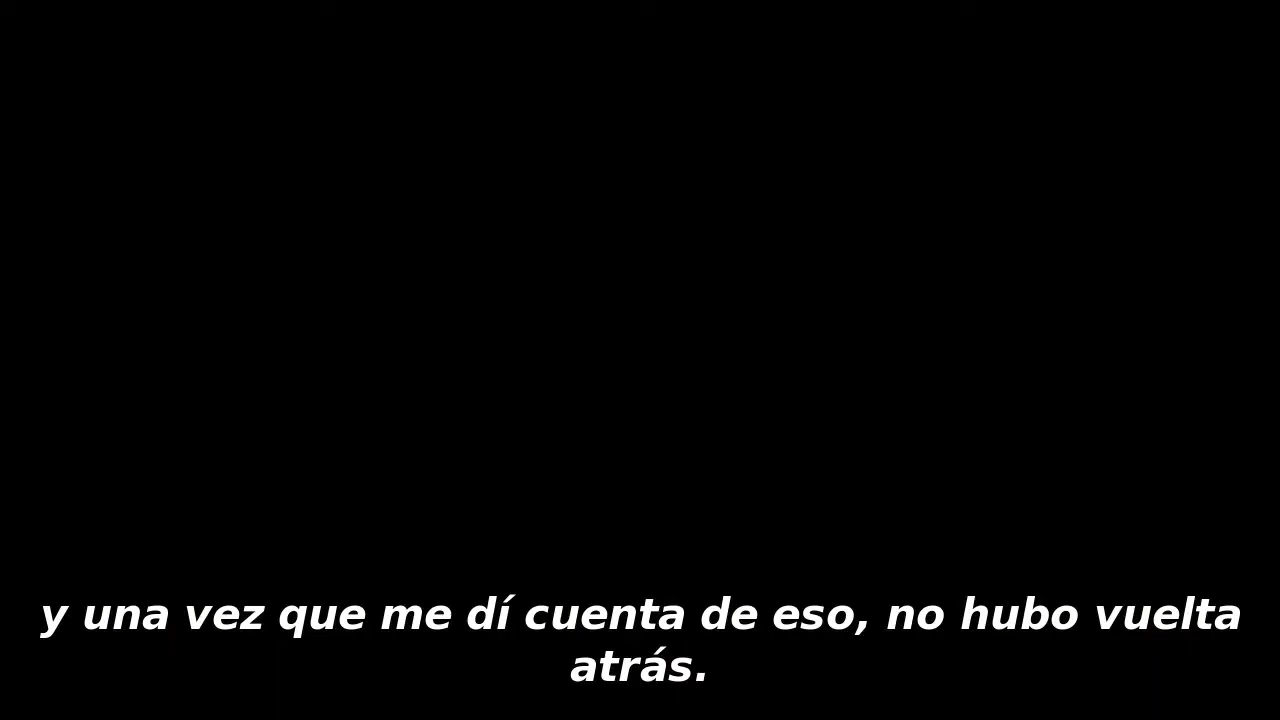 y una vez que me dí cuenta de eso, no hubo vuelta
atrás.